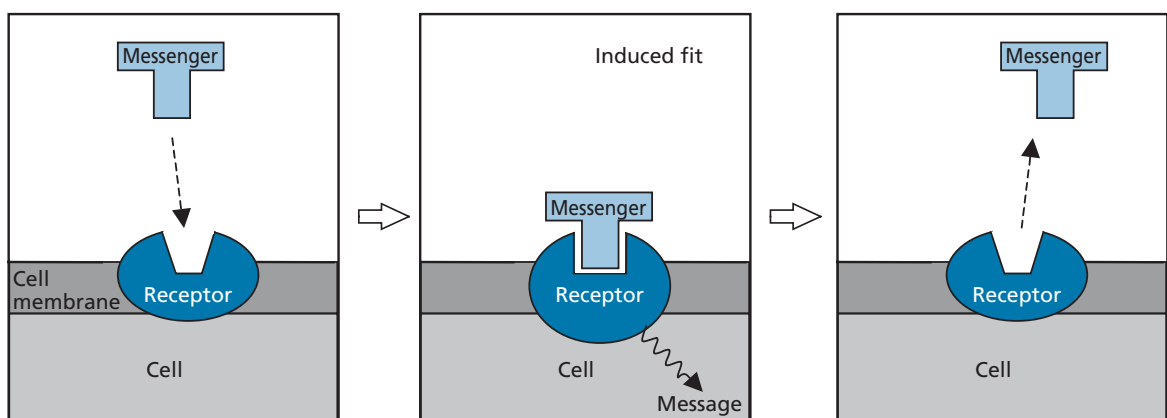 Messenger
Cell
membrane
Receptor
Cell
Induced fit
Messenger
Receptor
Cell
Message
Messenger
Receptor
Cell